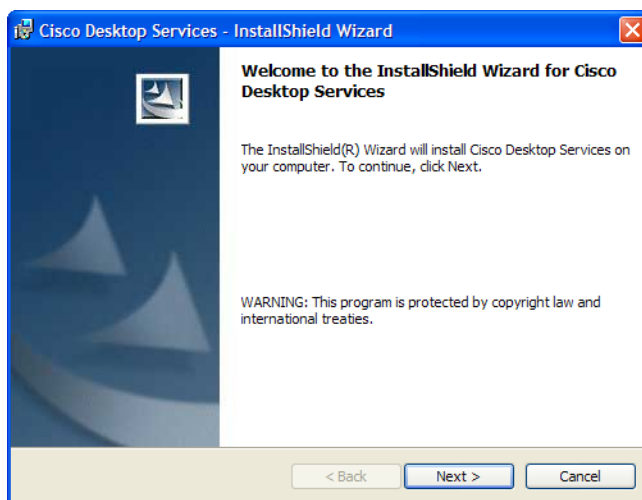 Cisco Desktop Services - InstallShield Wizard
Welcome to the InstallShield Wizard for Cisco
Desktop Services
The InstallShield(R) Wizard will install Cisco Desktop Services on
your computer. To continue, click Next.
WARNING: This program is protected by copyright law and
international treaties.
< Back
Next >
Cancel